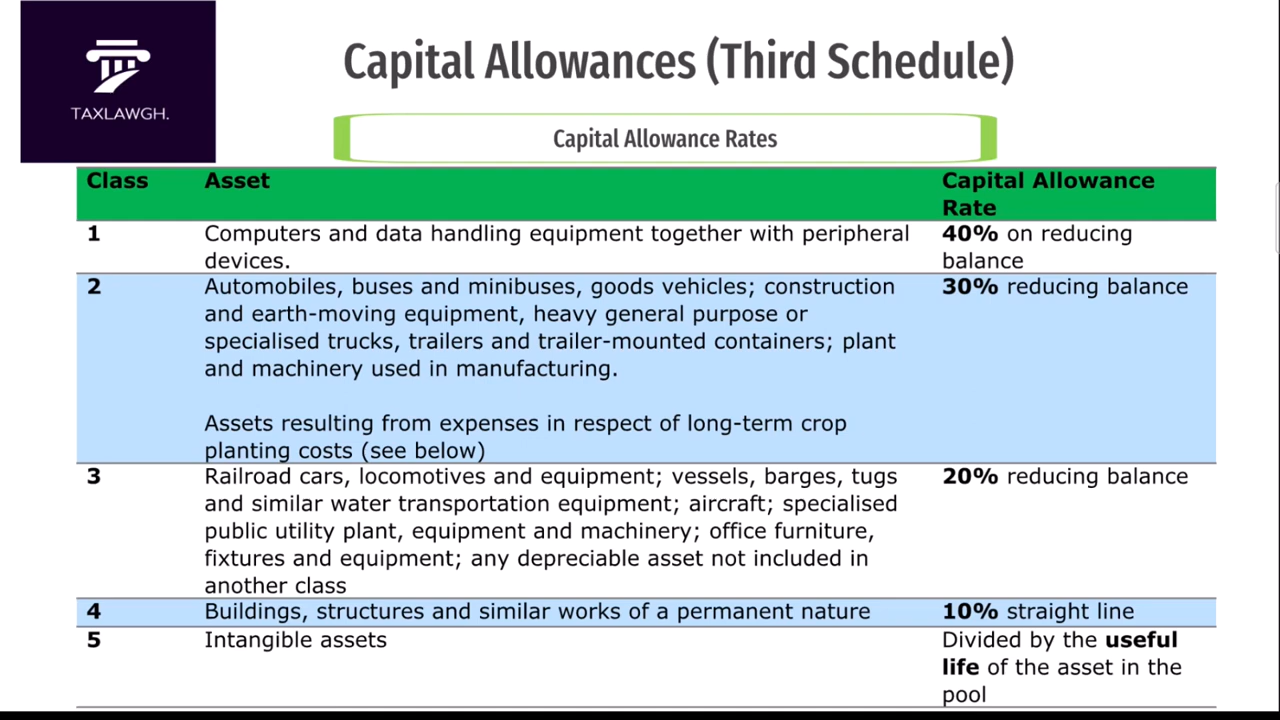 TAXLAWGH.
Capital Allowances (Third Schedule)
Capital Allowance Rates
Class Asset Capital Allowance
Rate
1 Computers and data handling equipment together with peripheral 40% on reducing
devices. balance
2 Automobiles, buses and minibuses, goods vehicles; construction 30% reducing balance
and earth-moving equipment, heavy general purpose or
specialised trucks, trailers and trailer-mounted containers; plant
and machinery used in manufacturing.
Assets resulting from expenses in respect of long-term crop
planting costs (see below)
3 Railroad cars, locomotives and equipment; vessels, barges, tugs 20% reducing balance
and similar water transportation equipment; aircraft; specialised
public utility plant, equipment and machinery; office furniture,
fixtures and equipment; any depreciable asset not included in
another class
4 Buildings, structures and similar works of a permanent nature 10% straight line
5 Intangible assets Divided by the useful
life of the asset in the
pool